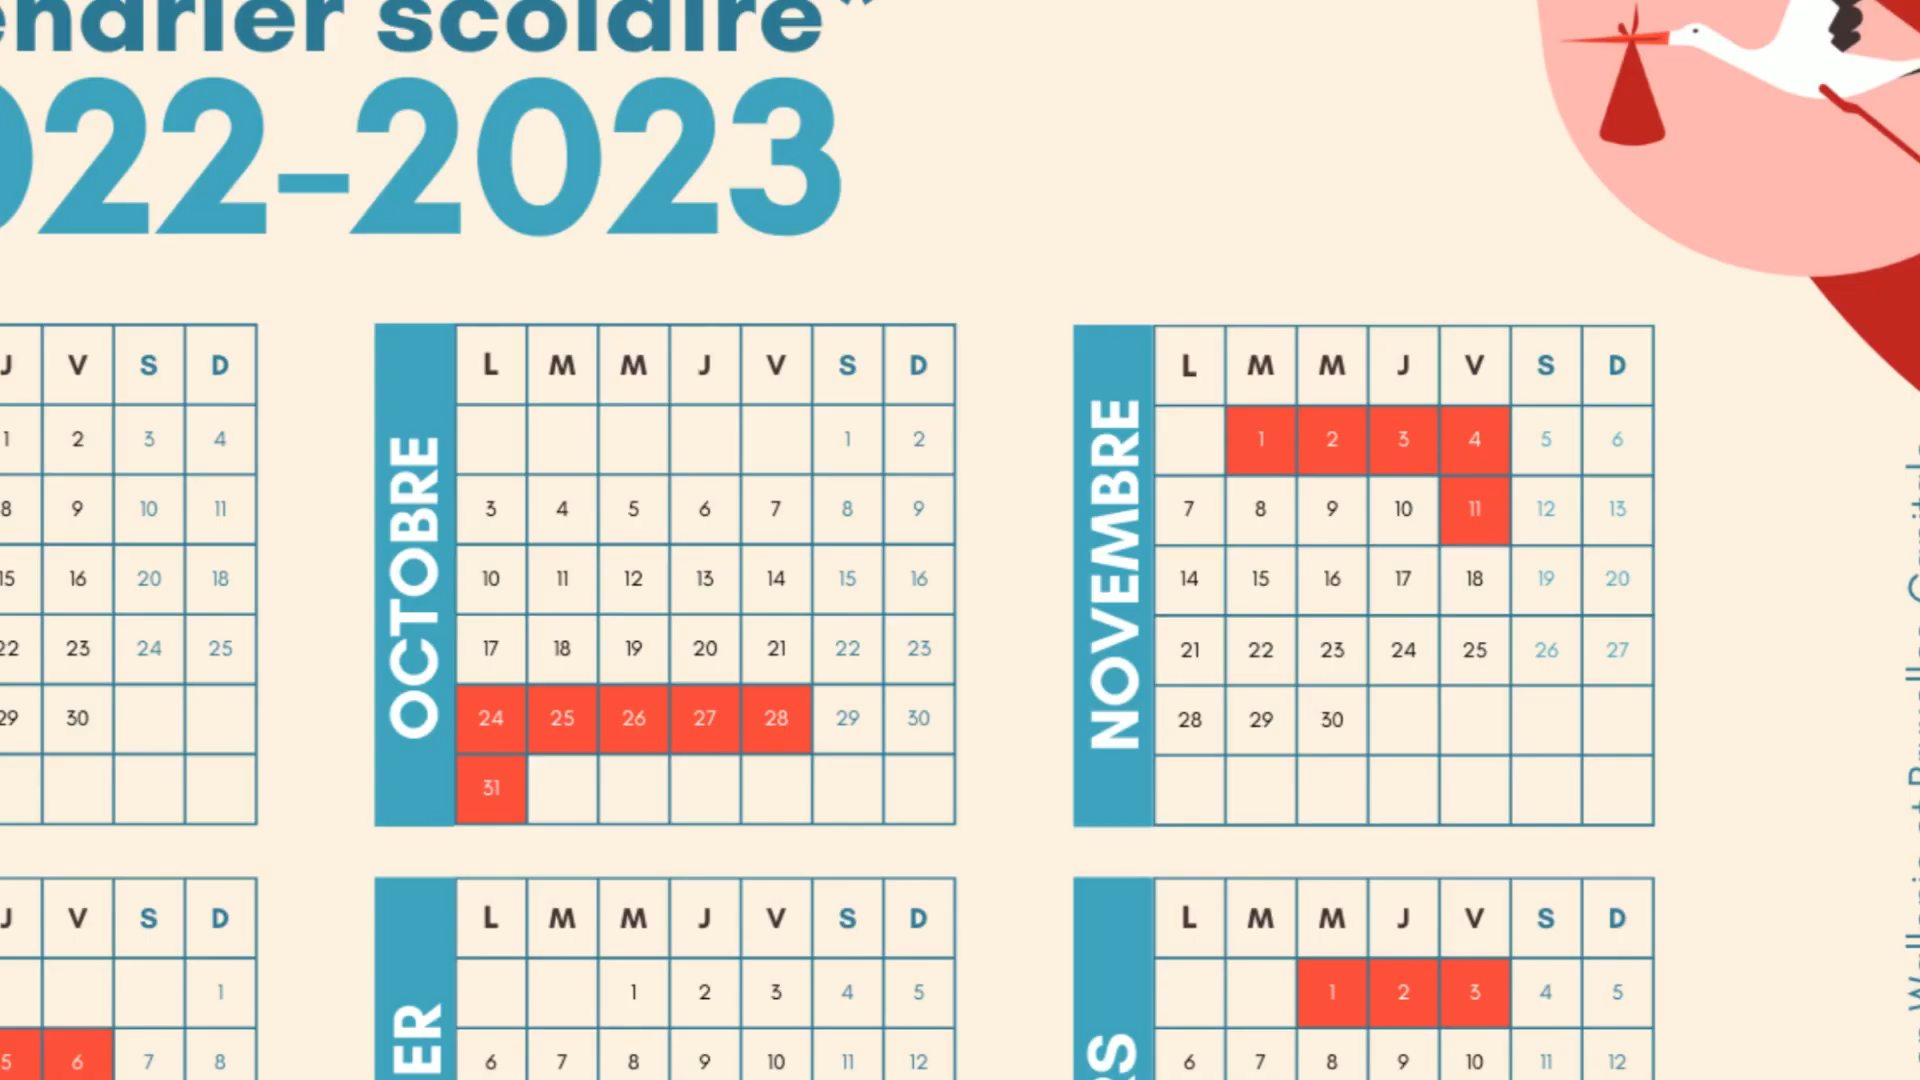 endrier scolaire*
022-2023
J V S D
1 2 3 4
8 9 10 11
15 16 20 18
22 23 24 25
29 30
OCTOBRE
L M M J V S D
1 2
3 4 5 6 7 8 9
10 11 12 13 14 15 16
17 18 19 20 21 22 23
24 25 26 27 28 29 30
31
NOVEMBRE
L M M J V S D
1 2 3 4 5 6
7 8 9 10 11 12 13
14 15 16 17 18 19 20
21 22 23 24 25 26 27
28 29 30
J V S D
1
5 6 7 8
ER
L M M J V S D
1 2 3 4 5
6 7 8 9 10 11 12
RS
L M M J V S D
1 2 3 4 5
6 7 8 9 10 11 12